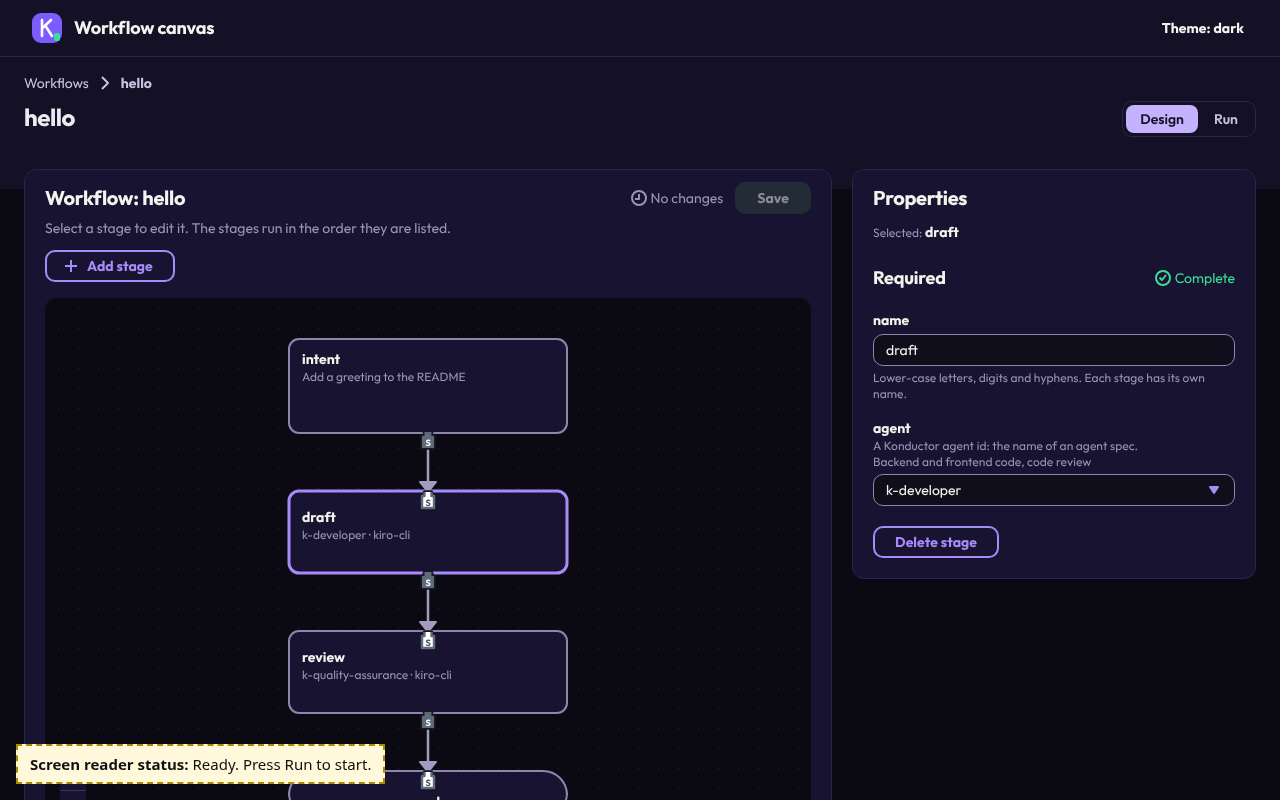 K
Workflow canvas
Theme: dark
Workflows
hello
hello
Design
Run
Workflow: hello
No changes
Save
Select a stage to edit it. The stages run in the order they are listed.
Add stage
intent
Add a greeting to the README
s
s
draft
k-developer · kiro-cli
s
s
review
k-quality-assurance · kiro-cli
s
s
Screen reader status: Ready. Press Run to start.
Properties
Selected: draft
Required
Complete
name
draft
Lower-case letters, digits and hyphens. Each stage has its own
name.
agent
A Konductor agent id: the name of an agent spec.
Backend and frontend code, code review
k-developer
Delete stage